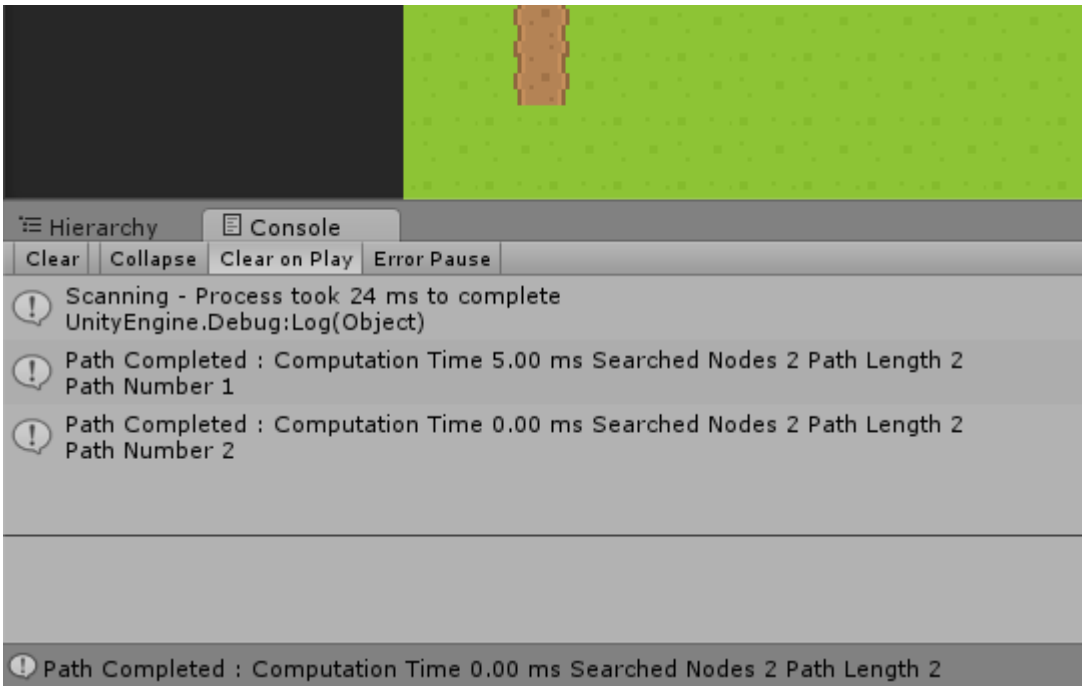 Hierarchy
Console
Clear
Collapse
Clear on Play
Error Pause
Scanning - Process took 24 ms to complete
UnityEngine.Debug:Log(Object)
Path Completed : Computation Time 5.00 ms Searched Nodes 2 Path Length 2
Path Number 1
Path Completed : Computation Time 0.00 ms Searched Nodes 2 Path Length 2
Path Number 2
Path Completed : Computation Time 0.00 ms Searched Nodes 2 Path Length 2